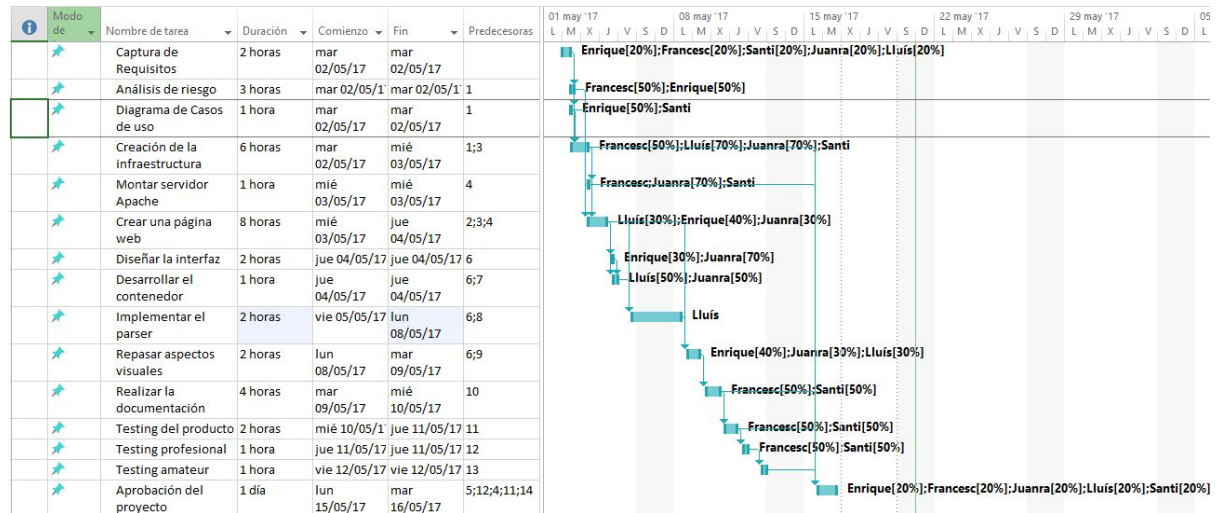 Modo de Nombre de tarea Duración Comienzo Fin Predecesoras
01 may '17 08 may '17 15 may '17 22 may '17 29 may '17 05
L M X J V S D L M X J V S D L M X J V S D L M X J V S D L M X J V S D L
Captura de Requisitos 2 horas mar 02/05/17 mar 02/05/17 Enrique[20%];Francesc[20%];Santi[20%];Juanra[20%];Lluís[20%]
Análisis de riesgo 3 horas mar 02/05/1 mar 02/05/1 1 Francesc[50%];Enrique[50%]
Diagrama de Casos de uso 1 hora mar 02/05/17 mar 02/05/17 1 Enrique[50%];Santi
Creación de la infraestructura 6 horas mar 02/05/17 mié 03/05/17 1;3 Francesc[50%];Lluís[70%];Juanra[70%];Santi
Montar servidor Apache 1 hora mié 03/05/17 mié 03/05/17 4 Francesc;Juanra[70%];Santi
Crear una página web 8 horas mié 03/05/17 jue 04/05/17 2;3;4 Lluís[30%];Enrique[40%];Juanra[30%]
Diseñar la interfaz 2 horas jue 04/05/17 jue 04/05/17 6 Enrique[30%];Juanra[70%]
Desarrollar el contenedor 1 hora jue 04/05/17 jue 04/05/17 6;7 Lluís[50%];Juanra[50%]
Implementar el parser 2 horas vie 05/05/17 lun 08/05/17 6;8 Lluís
Repasar aspectos visuales 2 horas lun 08/05/17 mar 09/05/17 6;9 Enrique[40%];Juanra[30%];Lluís[30%]
Realizar la documentación 4 horas mar 09/05/17 mié 10/05/17 10 Francesc[50%];Santi[50%]
Testing del producto 2 horas mié 10/05/1 jue 11/05/17 11 Francesc[50%];Santi[50%]
Testing profesional 1 hora jue 11/05/17 jue 11/05/17 12 Francesc[50%];Santi[50%]
Testing amateur 1 hora vie 12/05/17 vie 12/05/17 13
Aprobación del proyecto 1 día lun 15/05/17 mar 16/05/17 5;12;4;11;14 Enrique[20%];Francesc[20%];Juanra[20%];Lluís[20%];Santi[20%]